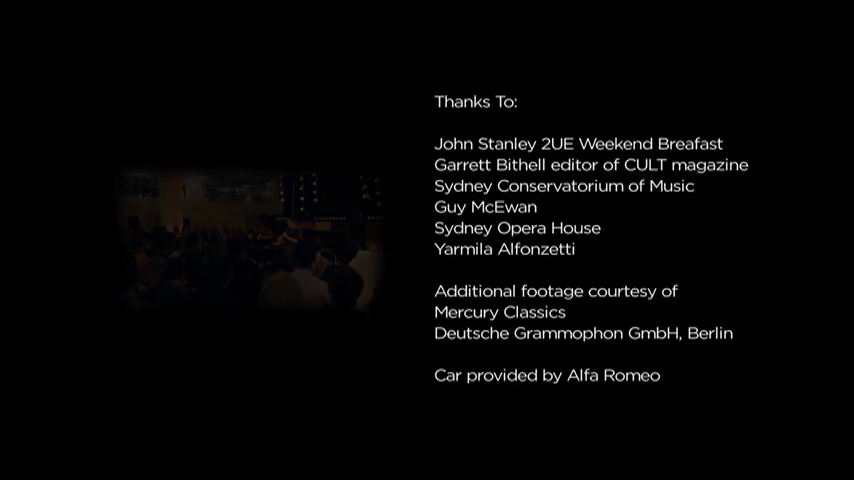 Thanks To:
John Stanley 2UE Weekend Breafast
Garrett Bithell editor of CULT magazine
Sydney Conservatorium of Music
Guy McEwan
Sydney Opera House
Yarmila Alfonzetti
Additional footage courtesy of
Mercury Classics
Deutsche Grammophon GmbH, Berlin
Car provided by Alfa Romeo